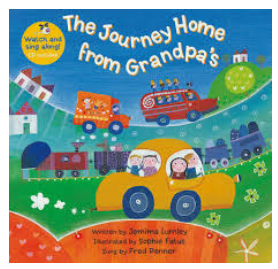 The Journey Home
from Grandpa's
Watch and
sing along!
Written by Jemima Lumley
Illustrated by Sophie Fatus
Sung by Fred Penner